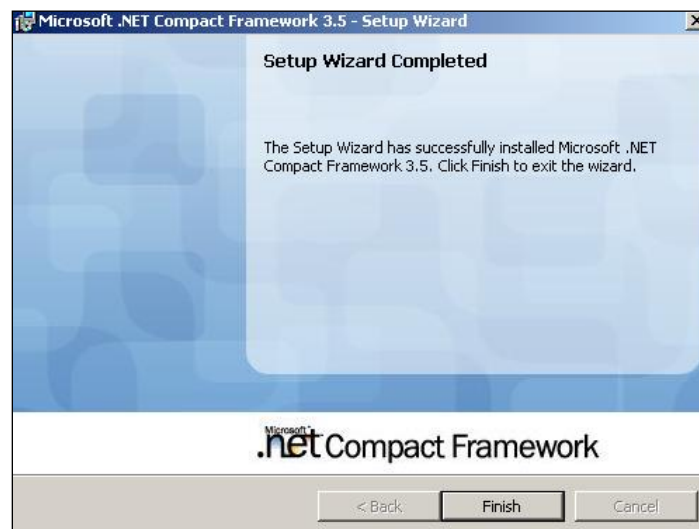 Microsoft .NET Compact Framework 3.5 - Setup Wizard
Setup Wizard Completed
The Setup Wizard has successfully installed Microsoft .NET
Compact Framework 3.5. Click Finish to exit the wizard.
Microsoft
.net Compact Framework
< Back Finish Cancel